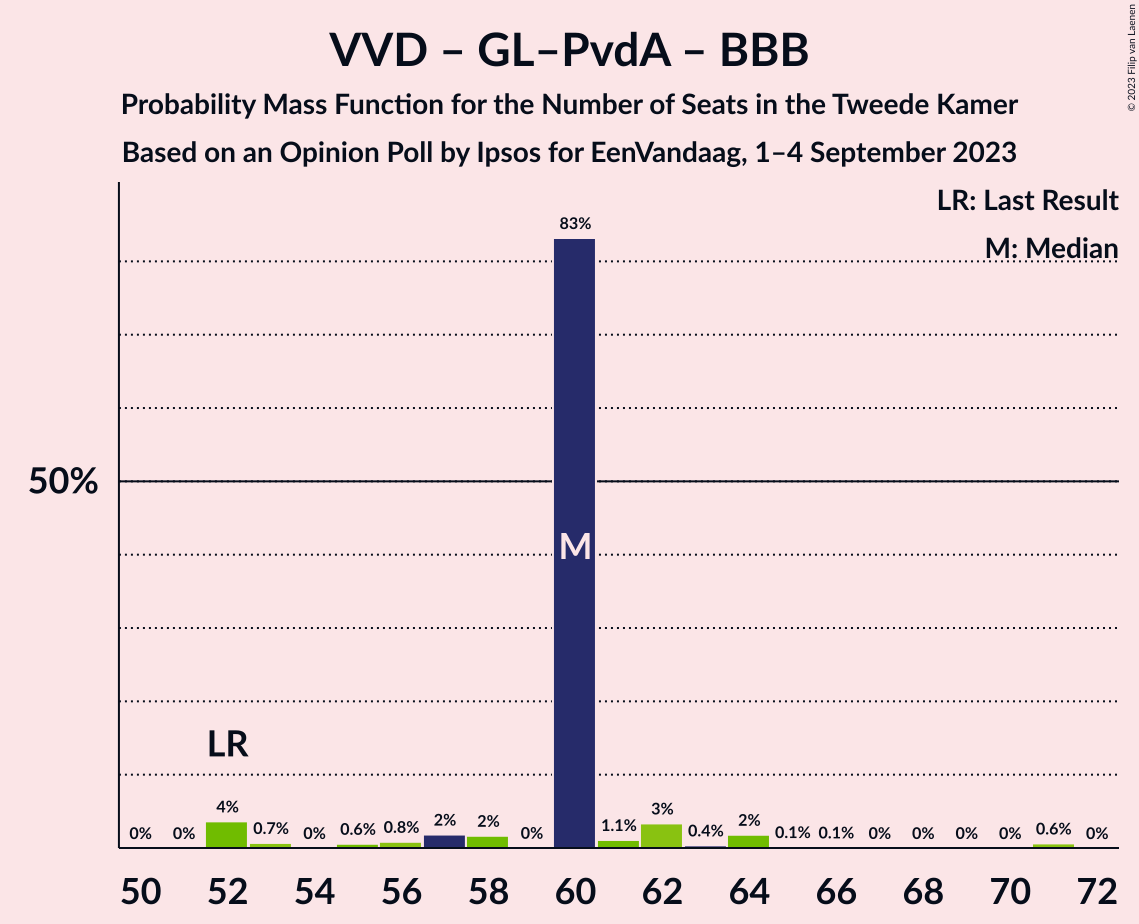 © 2023 Filip van Laenen
VVD – GL–PvdA – BBB
Probability Mass Function for the Number of Seats in the Tweede Kamer
Based on an Opinion Poll by Ipsos for EenVandaag, 1–4 September 2023
LR: Last Result
M: Median
50%
M
LR
0% 0% 4% 0.7% 0% 0.6% 0.8% 2% 2% 0% 83% 1.1% 3% 0.4% 2% 0.1% 0.1% 0% 0% 0% 0% 0.6% 0%
50 52 54 56 58 60 62 64 66 68 70 72